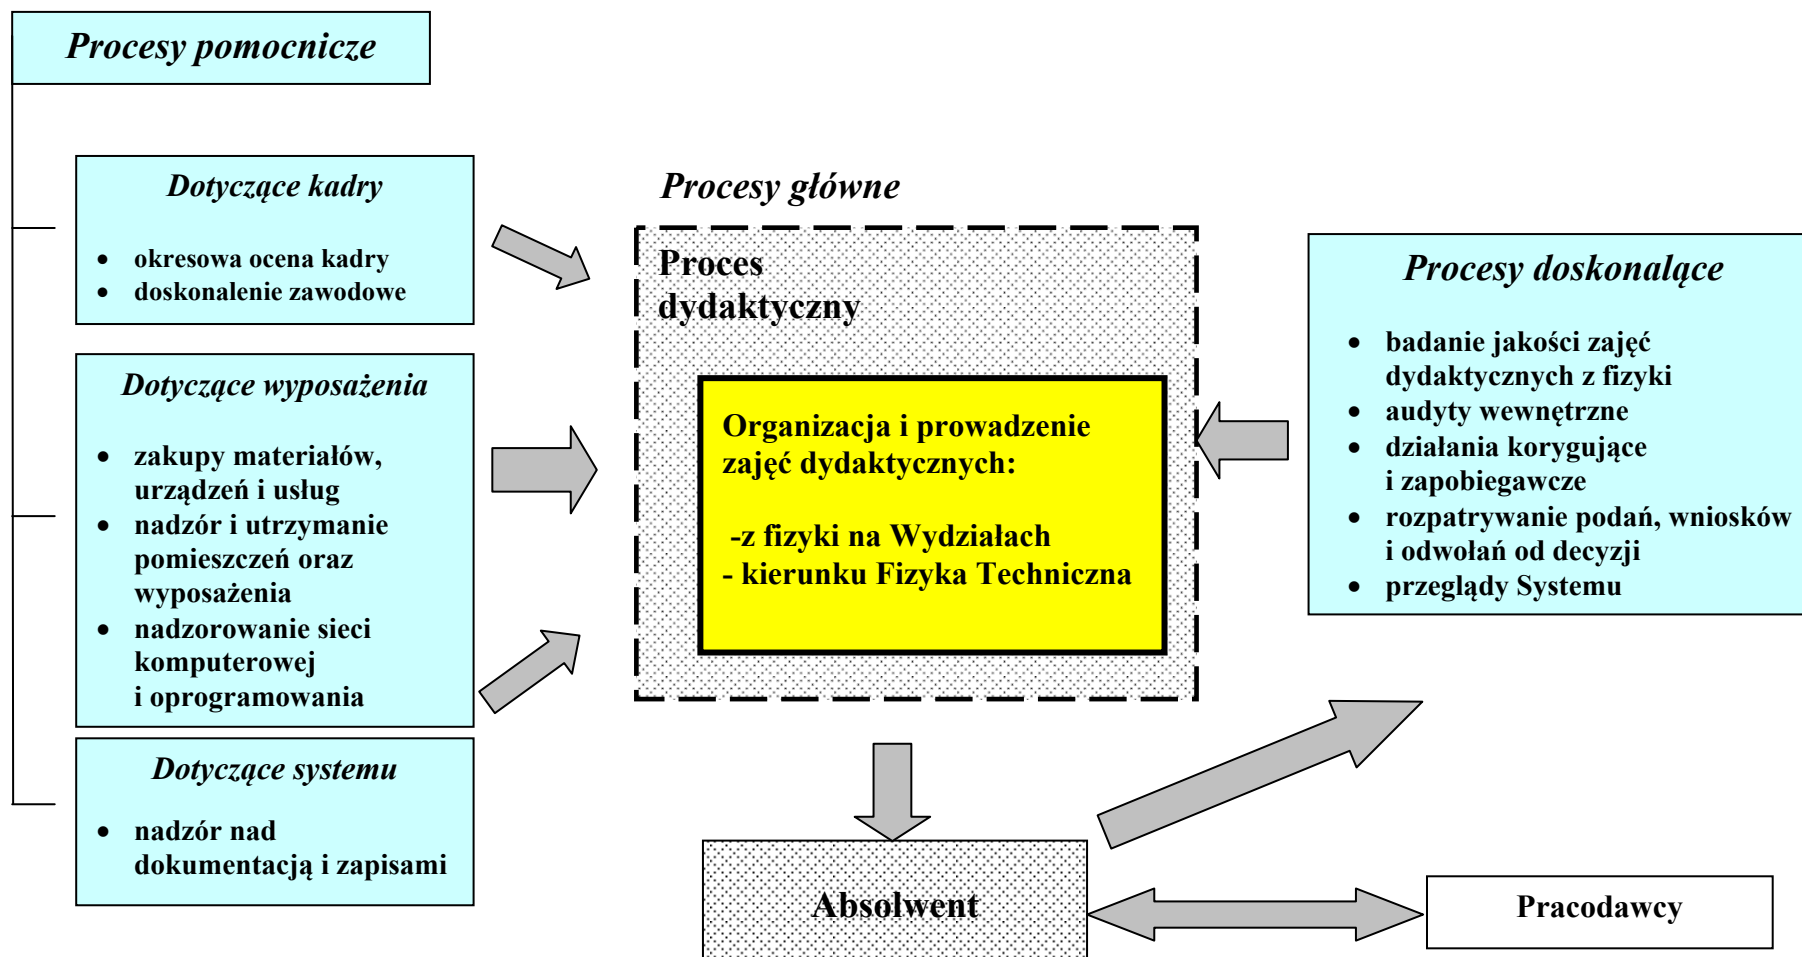 Procesy pomocnicze
Dotyczące kadry
• okresowa ocena kadry
• doskonalenie zawodowe
Dotyczące wyposażenia
• zakupy materiałów,
urządzeń i usług
• nadzór i utrzymanie
pomieszczeń oraz
wyposażenia
• nadzorowanie sieci
komputerowej
i oprogramowania
Dotyczące systemu
• nadzór nad
dokumentacją i zapisami
Procesy główne
Proces
dydaktyczny
Organizacja i prowadzenie
zajęć dydaktycznych:
-z fizyki na Wydziałach
- kierunku Fizyka Techniczna
Procesy doskonalące
• badanie jakości zajęć
dydaktycznych z fizyki
• audyty wewnętrzne
• działania korygujące
i zapobiegawcze
• rozpatrywanie podań, wniosków
i odwołań od decyzji
• przeglądy Systemu
Absolwent
Pracodawcy